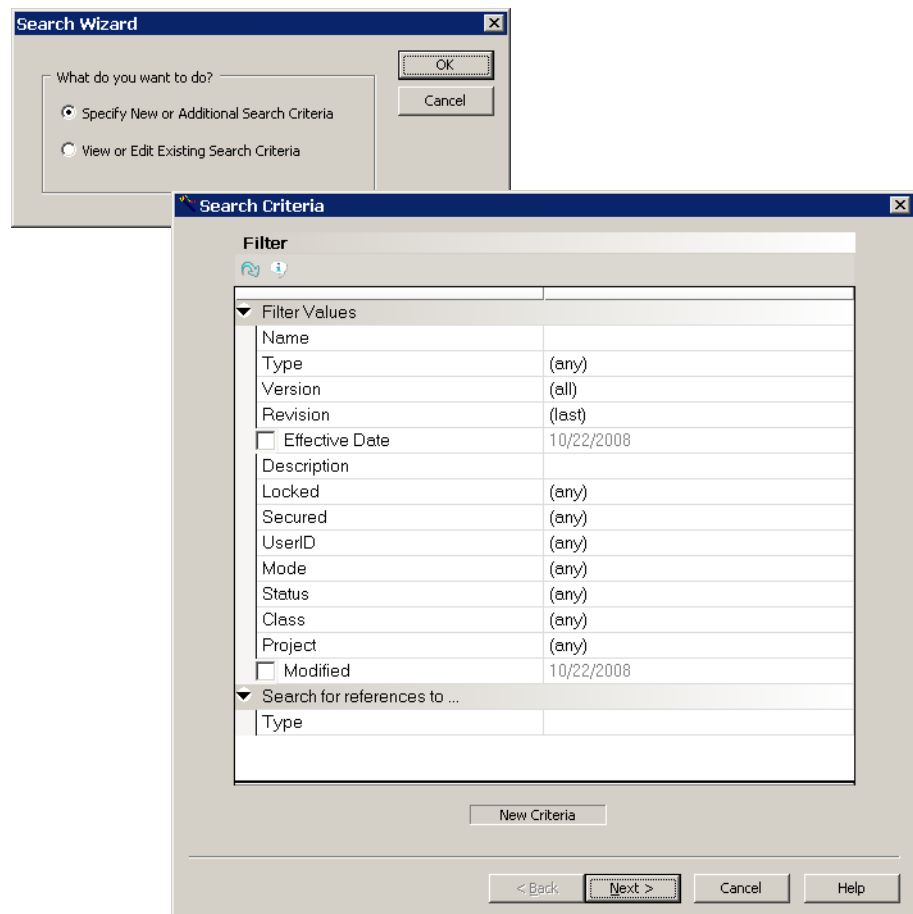 Search Wizard
What do you want to do?
Specify New or Additional Search Criteria
View or Edit Existing Search Criteria
OK
Cancel
Search Criteria
Filter
Filter Values
Name
Type (any)
Version (all)
Revision (last)
Effective Date 10/22/2008
Description
Locked (any)
Secured (any)
UserID (any)
Mode (any)
Status (any)
Class (any)
Project (any)
Modified 10/22/2008
Search for references to ...
Type
New Criteria
< Back Next > Cancel Help